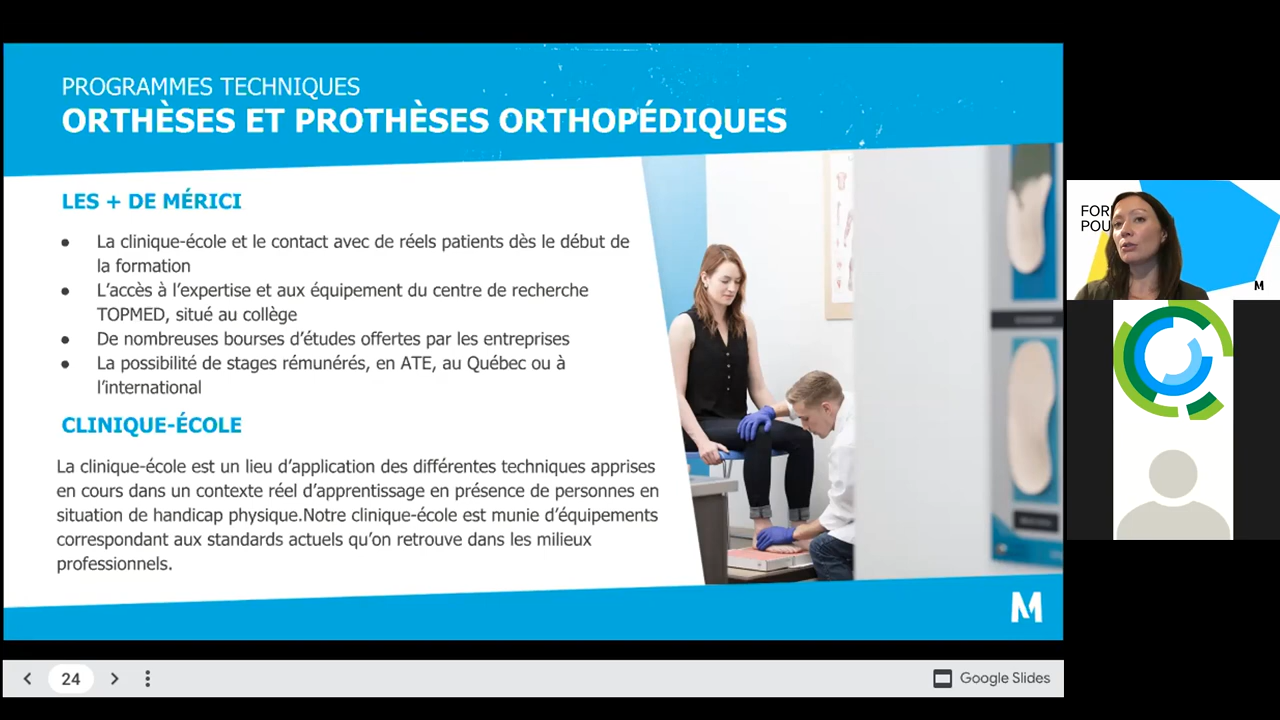 PROGRAMMES TECHNIQUES
ORTHÈSES ET PROTHÈSES ORTHOPÉDIQUES
LES + DE MÉRICI
● La clinique-école et le contact avec de réels patients dès le début de
la formation
● L'accès à l'expertise et aux équipement du centre de recherche
TOPMED, situé au collège
● De nombreuses bourses d'études offertes par les entreprises
● La possibilité de stages rémunérés, en ATE, au Québec ou à
l'international
CLINIQUE-ÉCOLE
La clinique-école est un lieu d'application des différentes techniques apprises
en cours dans un contexte réel d'apprentissage en présence de personnes en
situation de handicap physique.Notre clinique-école est munie d'équipements
correspondant aux standards actuels qu'on retrouve dans les milieux
professionnels.
M
24
Google Slides
FOR
POU
M